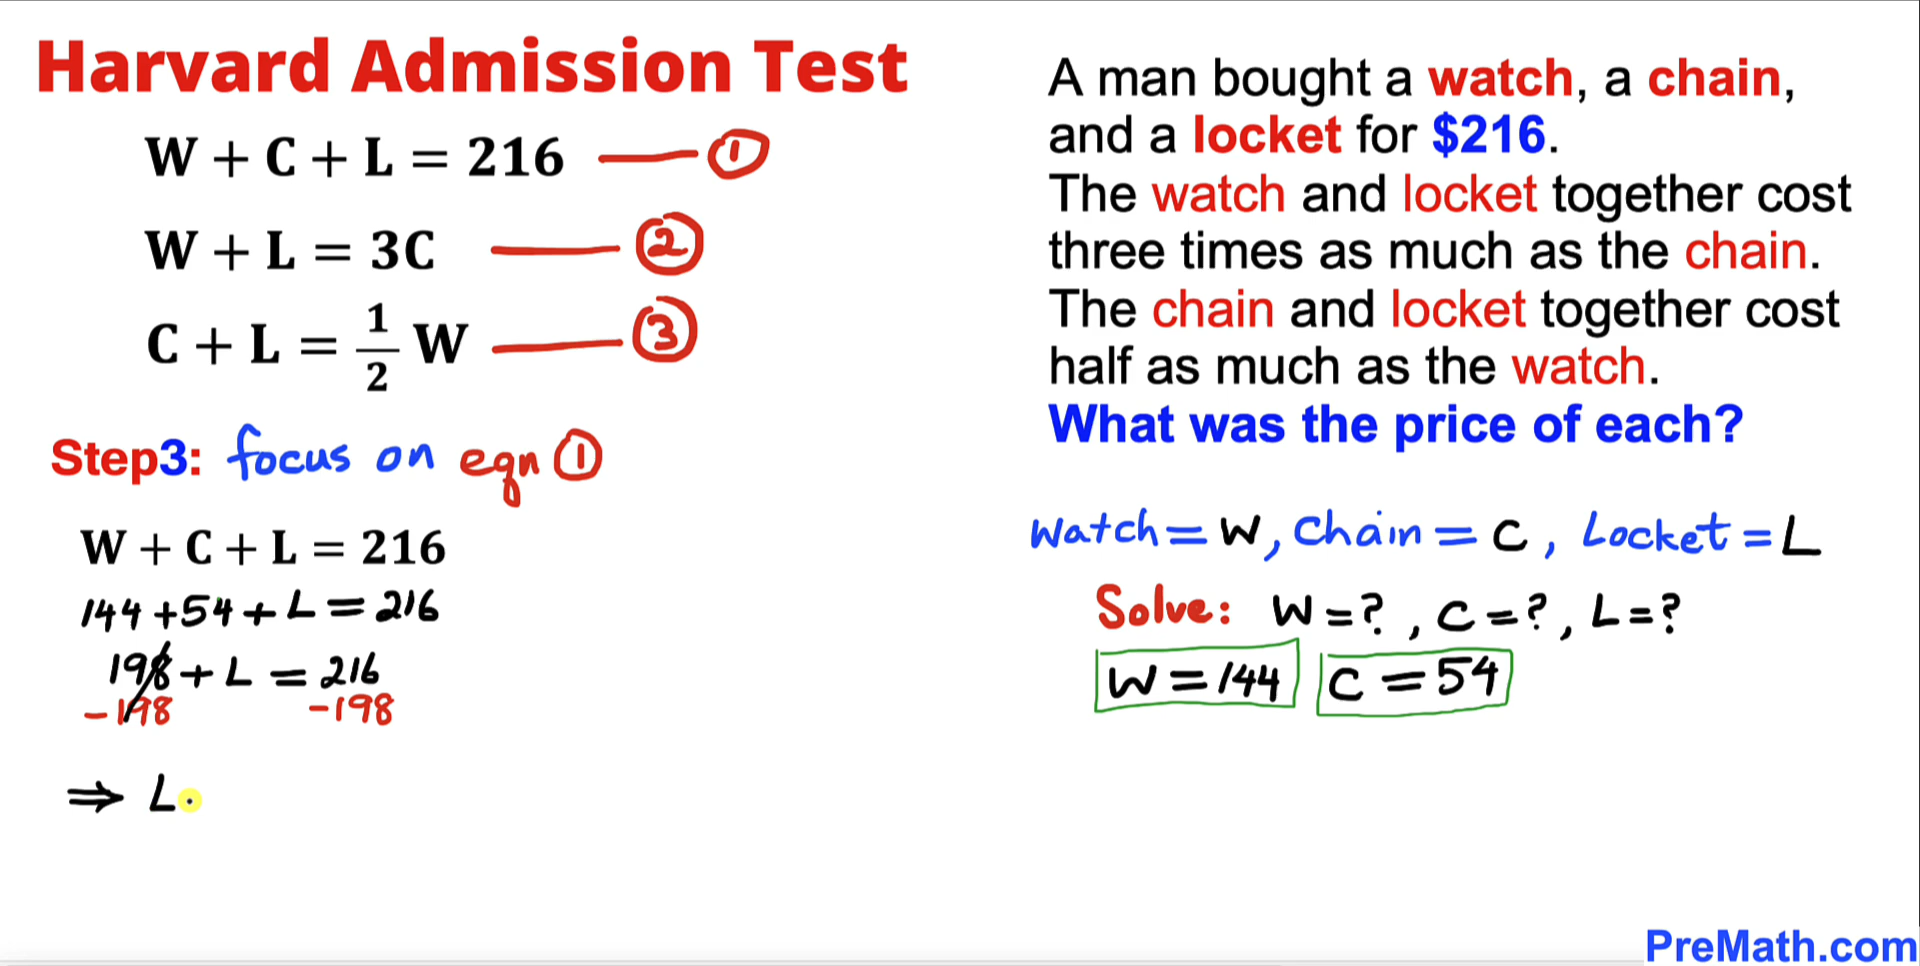 Harvard Admission Test
W + C + L = 216 —— ①
W + L = 3C —— ②
C + L = 1/2 W —— ③
Step3: focus on eqn ①
W + C + L = 216
144 + 54 + L = 216
198 + L = 216
-198 -198
⇒ L
A man bought a watch, a chain,
and a locket for $216.
The watch and locket together cost
three times as much as the chain.
The chain and locket together cost
half as much as the watch.
What was the price of each?
Watch = W, Chain = C, Locket = L
Solve: W = ?, C = ?, L = ?
W = 144 C = 54
PreMath.com